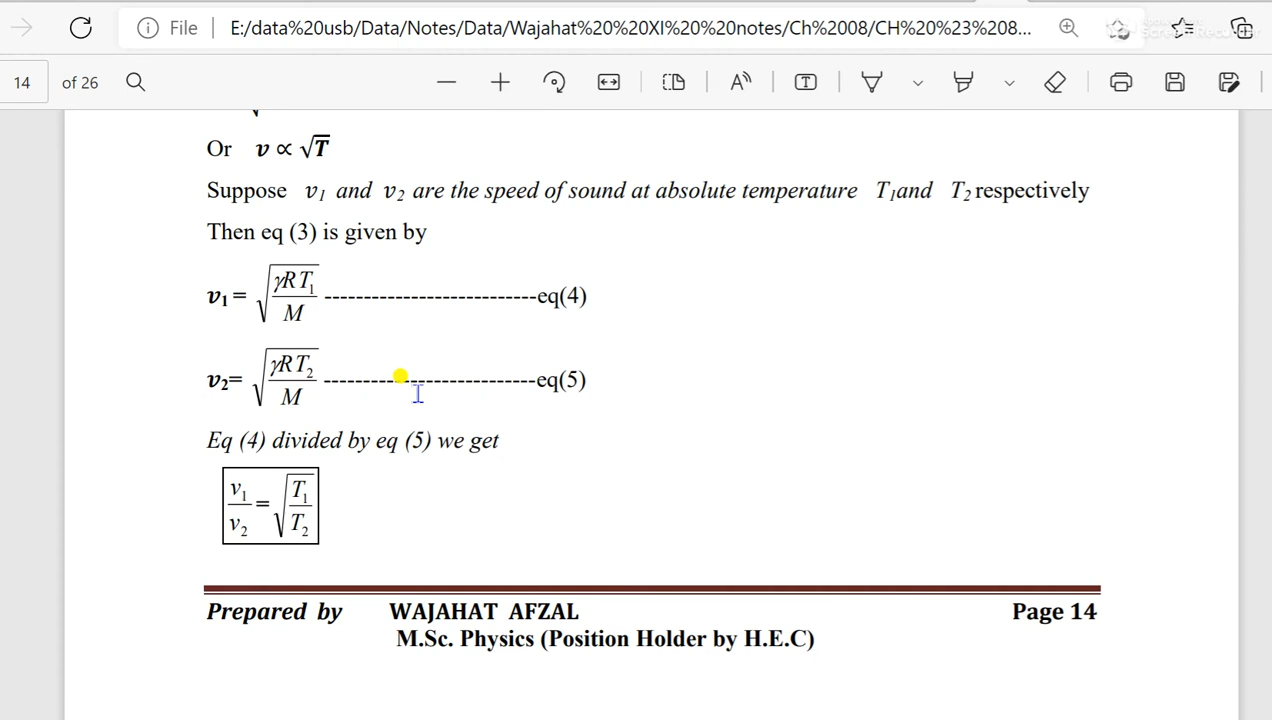 File E:/data%20usb/Data/Notes/Data/Wajahat%20%20XI%20%20notes/Ch%2008/CH%20%23%208...
14 of 26
Or v ∝ √T
Suppose v₁ and v₂ are the speed of sound at absolute temperature T₁and T₂ respectively
Then eq (3) is given by
v₁ = √(γRT₁/M) ---------------------------eq(4)
v₂= √(γRT₂/M) ---------------------------eq(5)
Eq (4) divided by eq (5) we get
v₁/v₂ = √(T₁/T₂)
Prepared by WAJAHAT AFZAL Page 14
M.Sc. Physics (Position Holder by H.E.C)